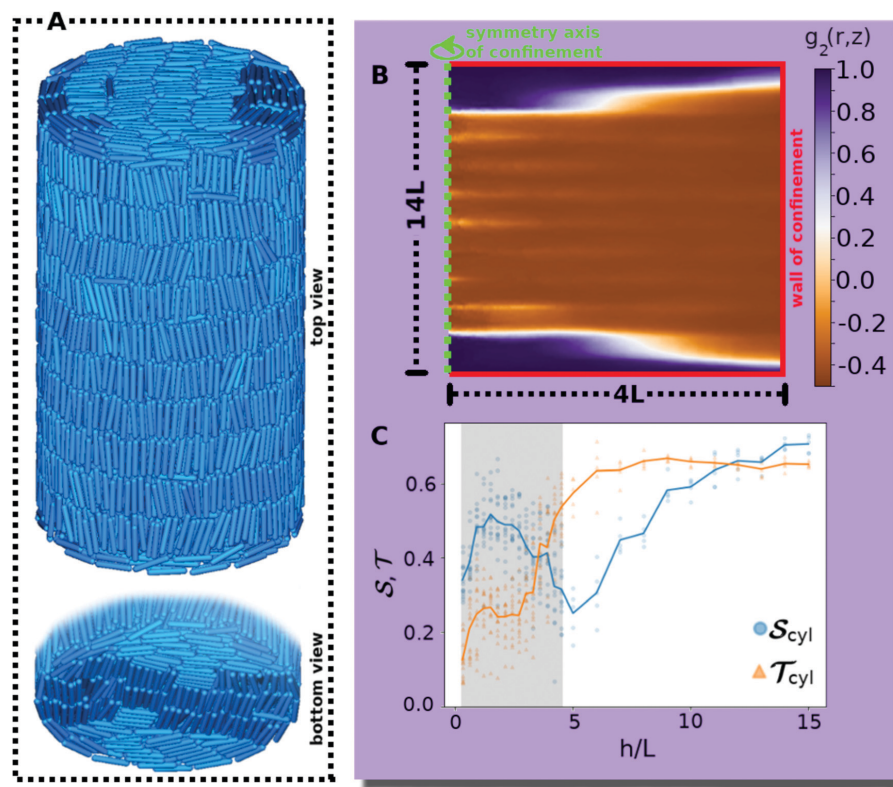 A
top view
bottom view
symmetry axis
of confinement
B
14L
4L
wall of confinement
g₂(r,z)
1.0
0.8
0.6
0.4
0.2
0.0
-0.2
-0.4
C
𝒮, 𝒯
0.6
0.4
0.2
0.0
0
5
10
15
h/L
𝒮cyl
𝒯cyl